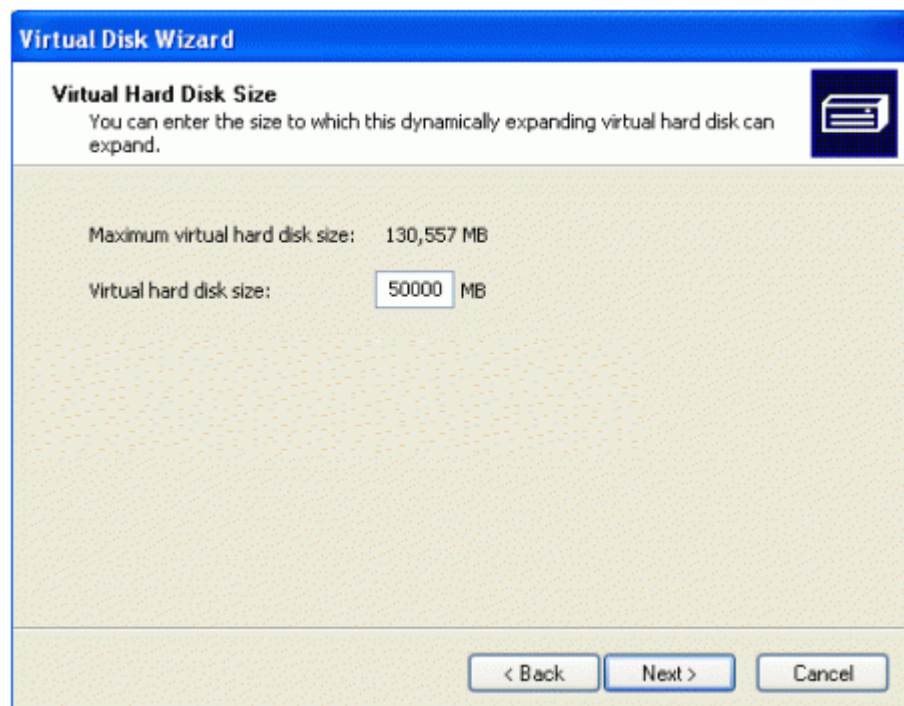 Virtual Disk Wizard
Virtual Hard Disk Size
You can enter the size to which this dynamically expanding virtual hard disk can
expand.
Maximum virtual hard disk size: 130,557 MB
Virtual hard disk size: 50000 MB
< Back Next > Cancel